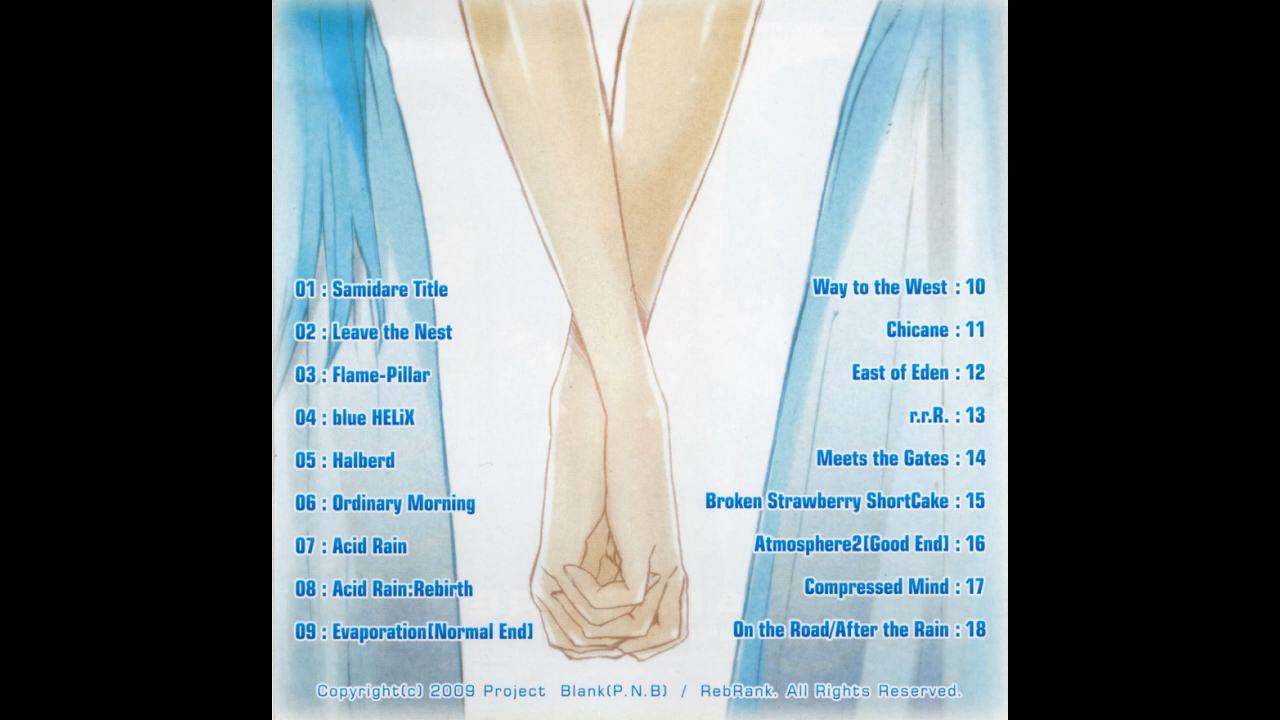 01 : Samidare Title
02 : Leave the Nest
03 : Flame-Pillar
04 : blue HELiX
05 : Halberd
06 : Ordinary Morning
07 : Acid Rain
08 : Acid Rain:Rebirth
09 : Evaporation[Normal End]
Way to the West : 10
Chicane : 11
East of Eden : 12
r.r.R. : 13
Meets the Gates : 14
Broken Strawberry ShortCake : 15
Atmosphere2[Good End] : 16
Compressed Mind : 17
On the Road/After the Rain : 18
Copyright(c) 2009 Project Blank(P.N.B) / RebRank. All Rights Reserved.